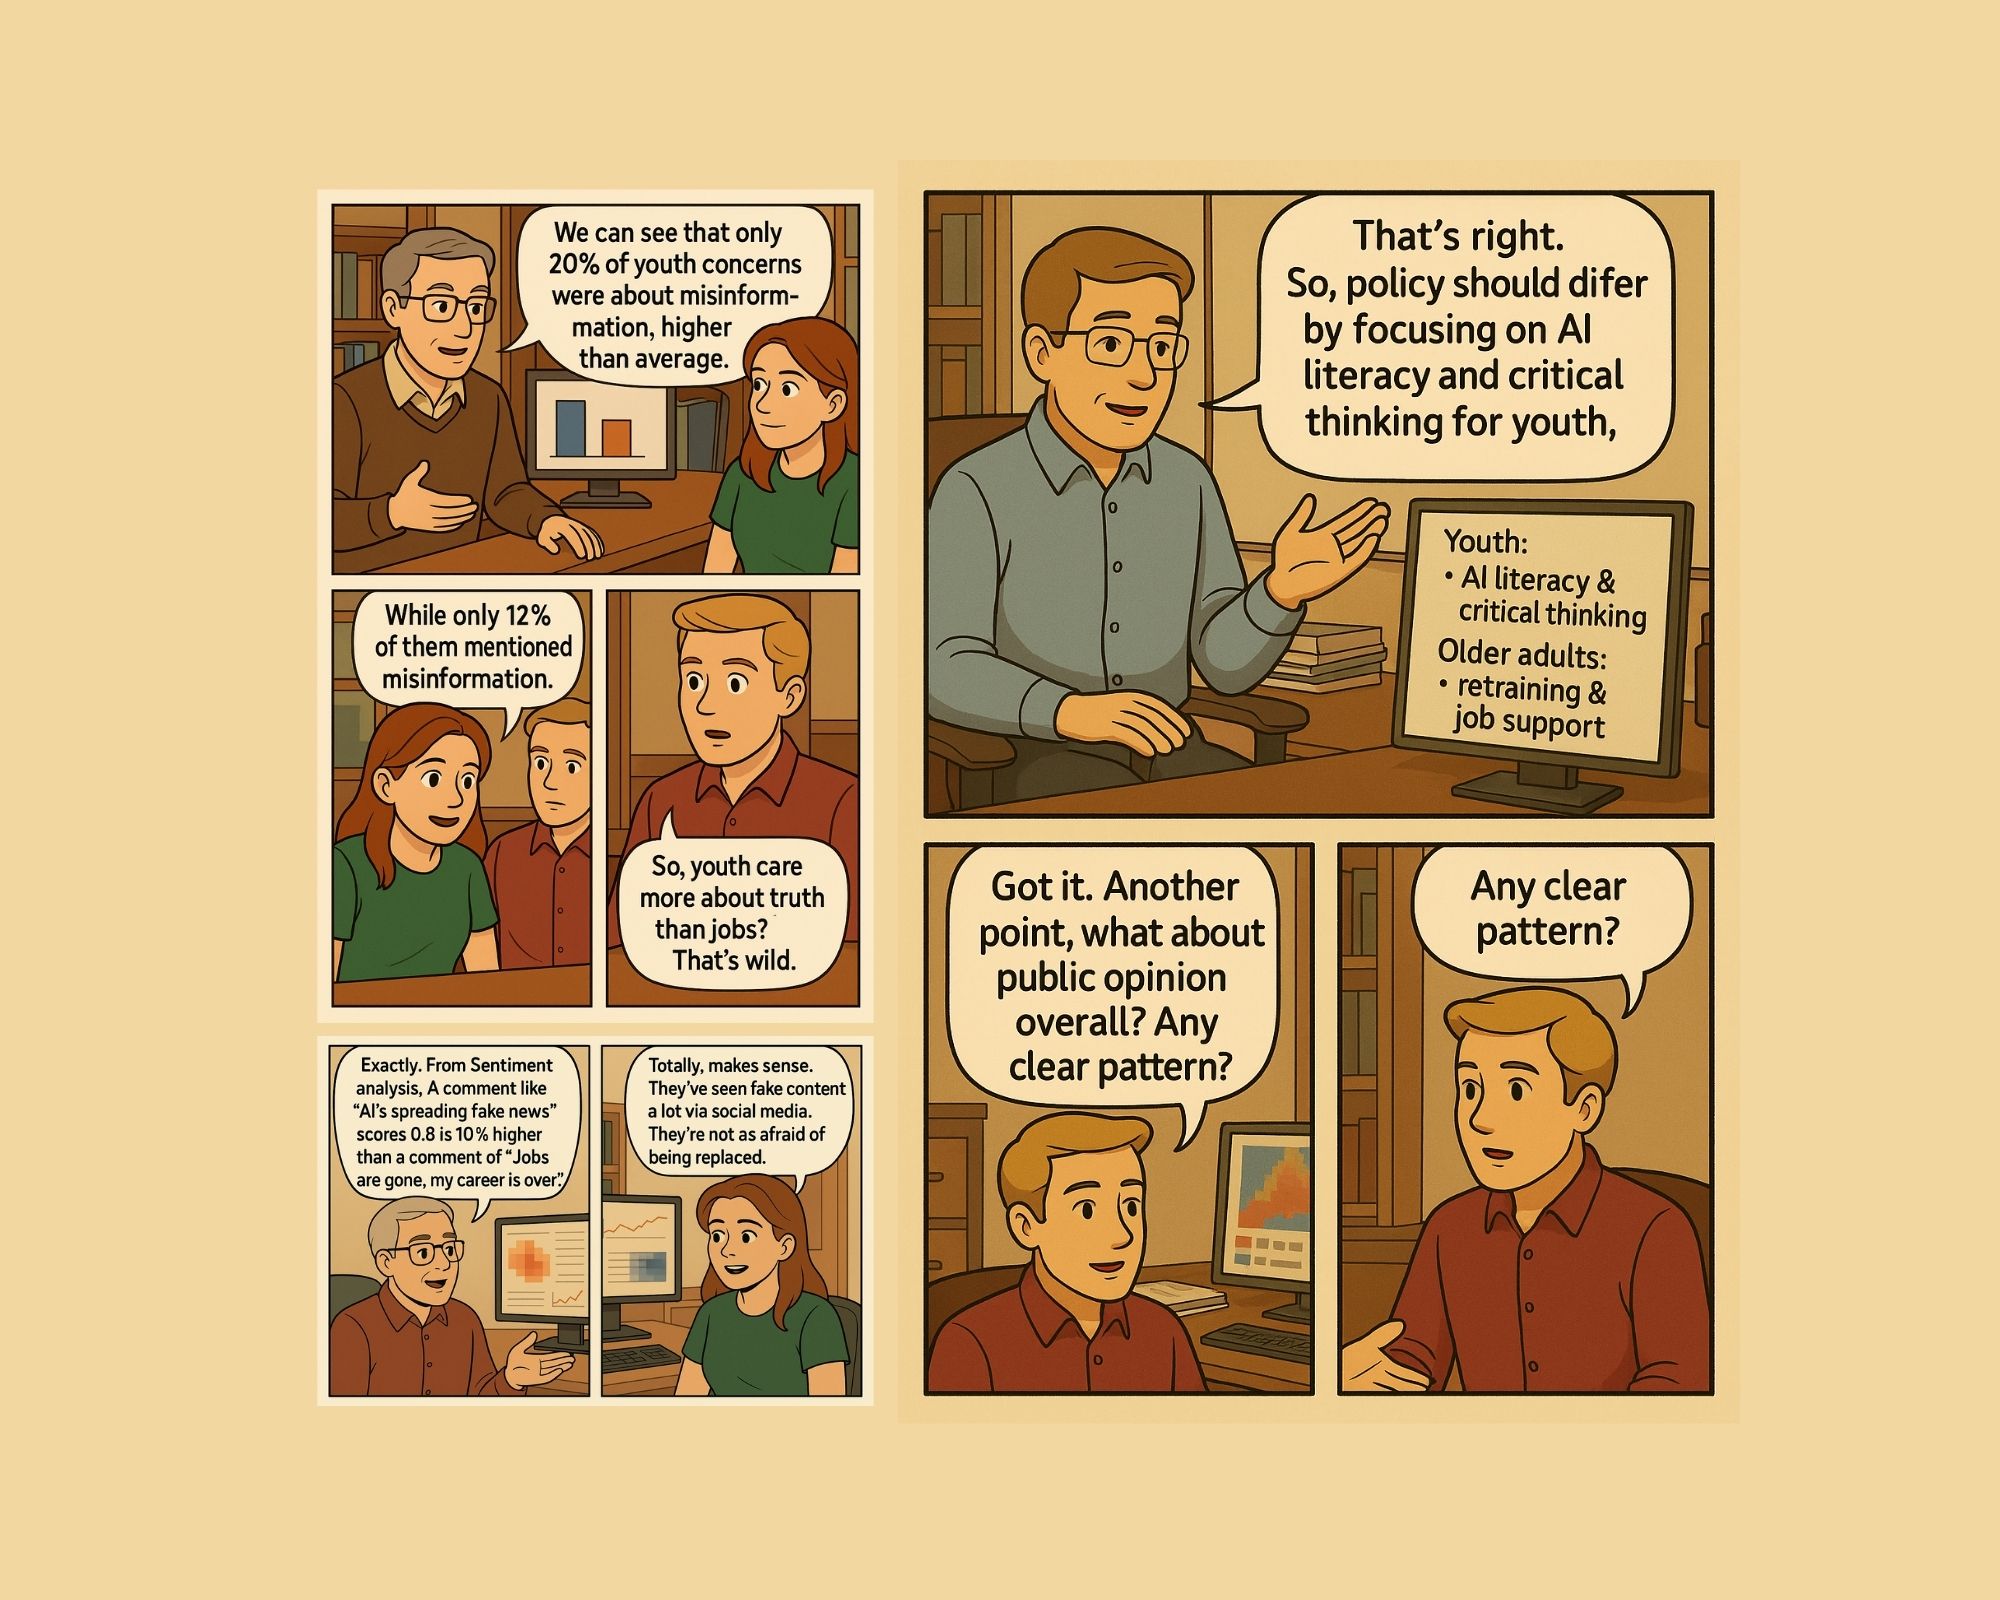 We can see that only
20% of youth concerns
were about misinform-
mation, higher
than average.
While only 12%
of them mentioned
misinformation.
So, youth care
more about truth
than jobs?
That's wild.
Exactly. From Sentiment
analysis, A comment like
"AI's spreading fake news"
scores 0.8 is 10% higher
than a comment of "Jobs
are gone, my career is over."
Totally, makes sense.
They've seen fake content
a lot via social media.
They're not as afraid of
being replaced.
That's right.
So, policy should difer
by focusing on AI
literacy and critical
thinking for youth,
Youth:
• AI literacy &
critical thinking
Older adults:
• retraining &
job support
Got it. Another
point, what about
public opinion
overall? Any
clear pattern?
Any clear
pattern?